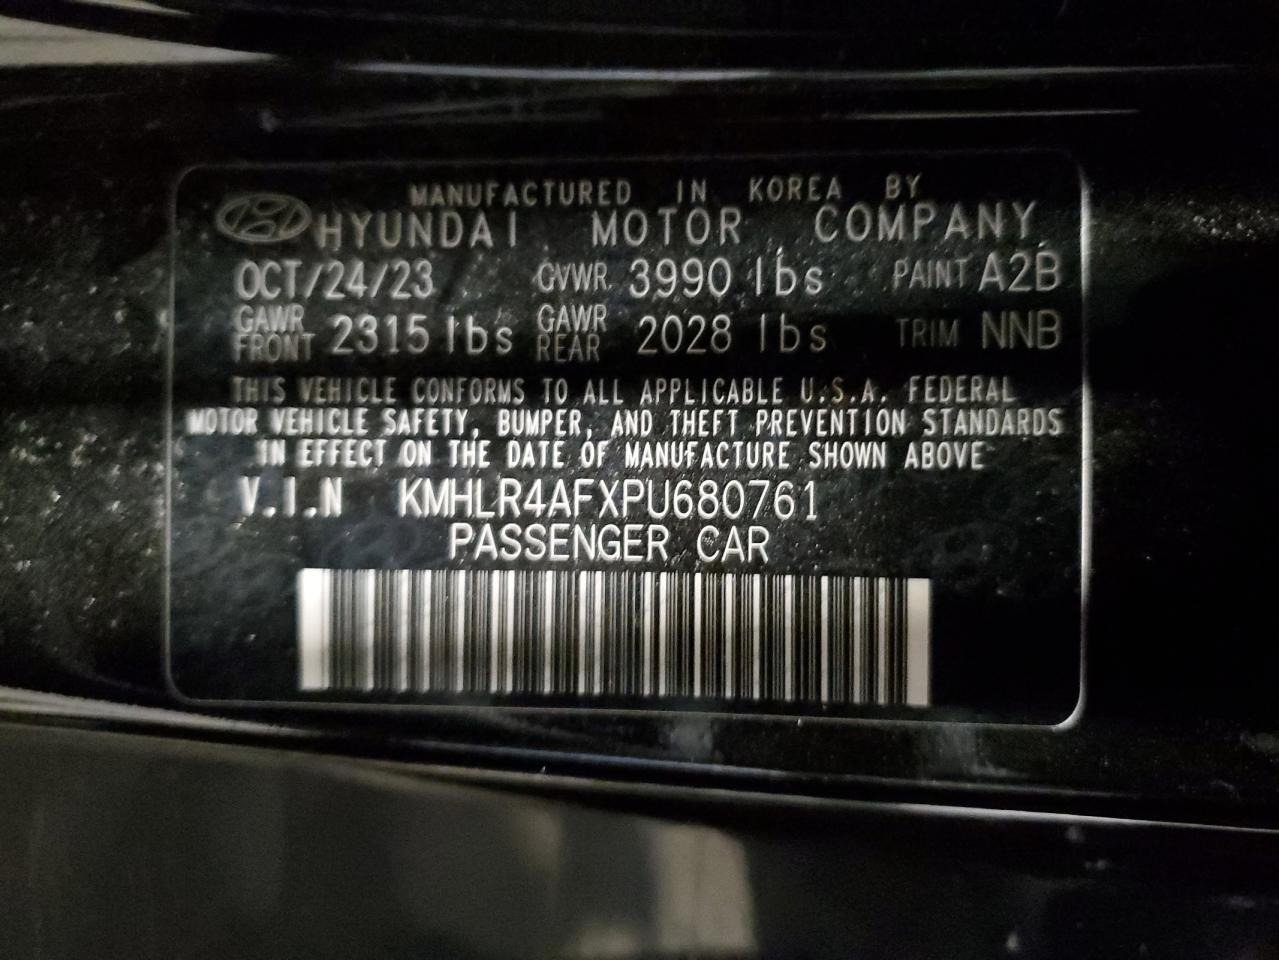 MANUFACTURED IN KOREA BY
HYUNDAI MOTOR COMPANY
OCT/24/23 GVWR 3990 lbs PAINT A2B
GAWR FRONT 2315 lbs GAWR REAR 2028 lbs TRIM NNB
THIS VEHICLE CONFORMS TO ALL APPLICABLE U.S.A. FEDERAL
MOTOR VEHICLE SAFETY, BUMPER, AND THEFT PREVENTION STANDARDS
IN EFFECT ON THE DATE OF MANUFACTURE SHOWN ABOVE
V.I.N KMHLR4AFXPU680761
PASSENGER CAR